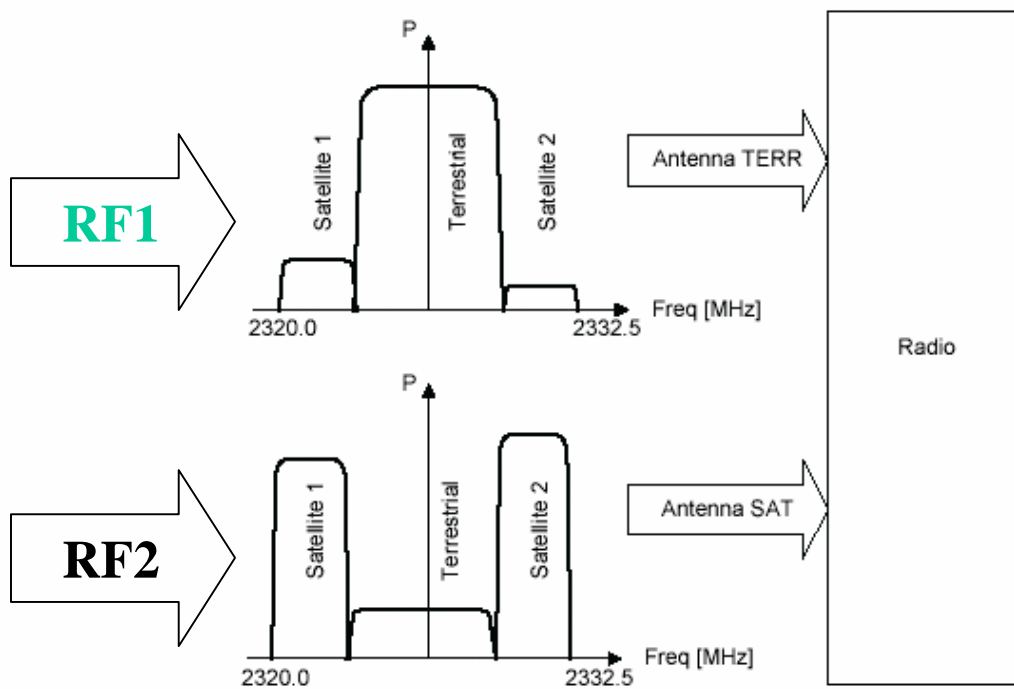 P
Satellite 1
Terrestrial
Satellite 2
Antenna TERR
RF1
Freq [MHz]
2320.0
2332.5
Radio
P
Satellite 1
Terrestrial
Satellite 2
Antenna SAT
RF2
Freq [MHz]
2320.0
2332.5